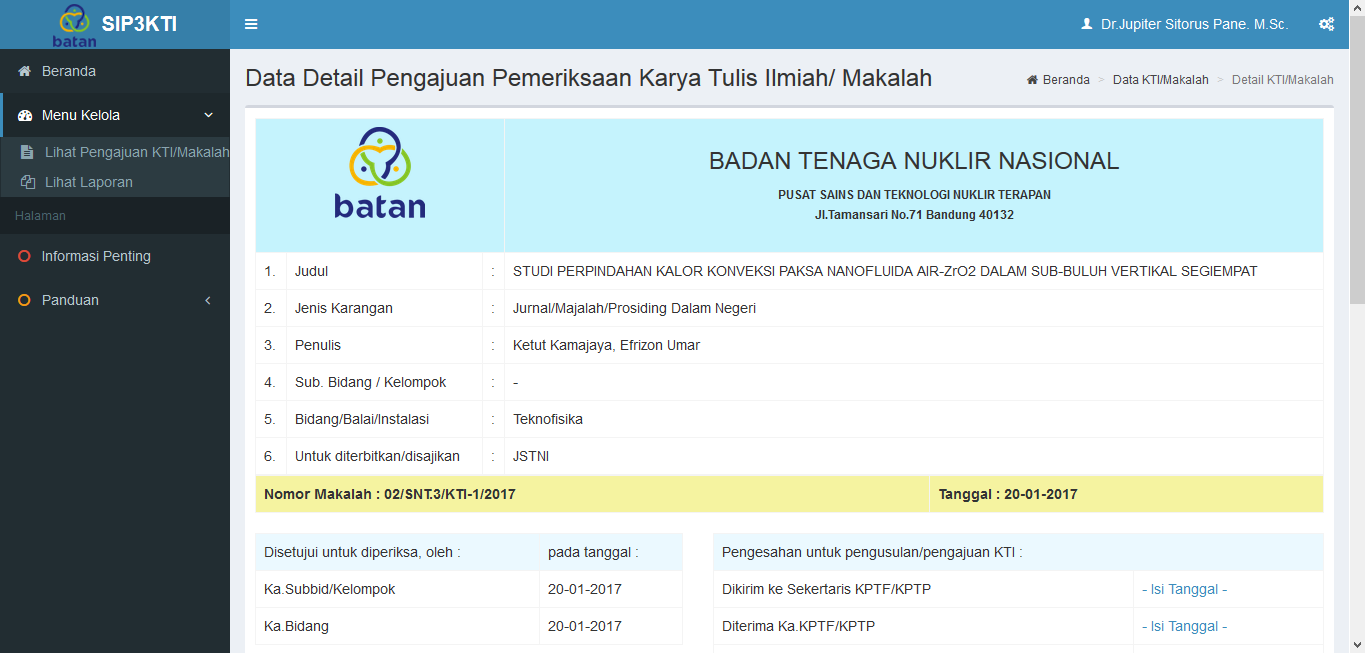 batan
SIP3KTI
Dr.Jupiter Sitorus Pane. M.Sc.
Beranda
Menu Kelola
Lihat Pengajuan KTI/Makalah
Lihat Laporan
Halaman
Informasi Penting
Panduan
Data Detail Pengajuan Pemeriksaan Karya Tulis Ilmiah/ Makalah
Beranda > Data KTI/Makalah > Detail KTI/Makalah
batan
BADAN TENAGA NUKLIR NASIONAL
PUSAT SAINS DAN TEKNOLOGI NUKLIR TERAPAN
Jl.Tamansari No.71 Bandung 40132
1. Judul : STUDI PERPINDAHAN KALOR KONVEKSI PAKSA NANOFLUIDA AIR-ZrO2 DALAM SUB-BULUH VERTIKAL SEGIEMPAT
2. Jenis Karangan : Jurnal/Majalah/Prosiding Dalam Negeri
3. Penulis : Ketut Kamajaya, Efrizon Umar
4. Sub. Bidang / Kelompok : -
5. Bidang/Balai/Instalasi : Teknofisika
6. Untuk diterbitkan/disajikan : JSTNI
Nomor Makalah : 02/SNT.3/KTI-1/2017 Tanggal : 20-01-2017
Disetujui untuk diperiksa, oleh : pada tanggal :
Ka.Subbid/Kelompok 20-01-2017
Ka.Bidang 20-01-2017
Pengesahan untuk pengusulan/pengajuan KTI :
Dikirim ke Sekertaris KPTF/KPTP - Isi Tanggal -
Diterima Ka.KPTF/KPTP - Isi Tanggal -